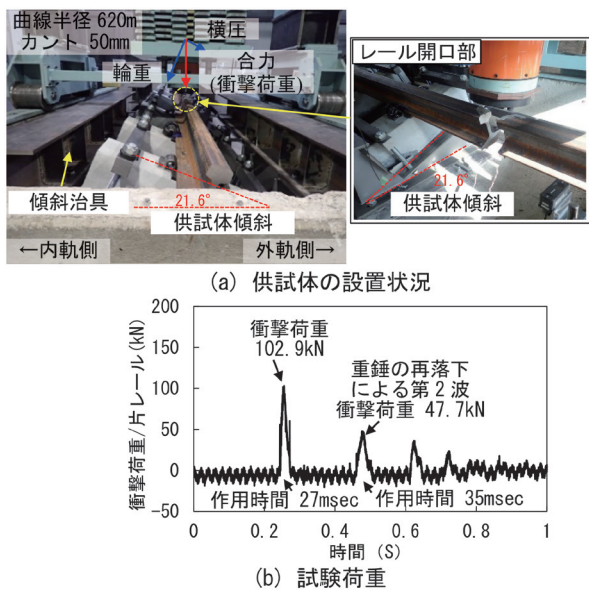 曲線半径 620m
カント 50mm
横圧
輪重
合力
(衝撃荷重)
21.6°
傾斜治具
供試体傾斜
←内軌側
外軌側→
レール開口部
21.6°
供試体傾斜
(a) 供試体の設置状況
衝撃荷重/片レール(kN)
200
150
100
50
0
-50
衝撃荷重
102.9kN
重錘の再落下
による第2波
衝撃荷重 47.7kN
作用時間 27msec
作用時間 35msec
0
0.2
0.4
0.6
0.8
1
時間 (S)
(b) 試験荷重